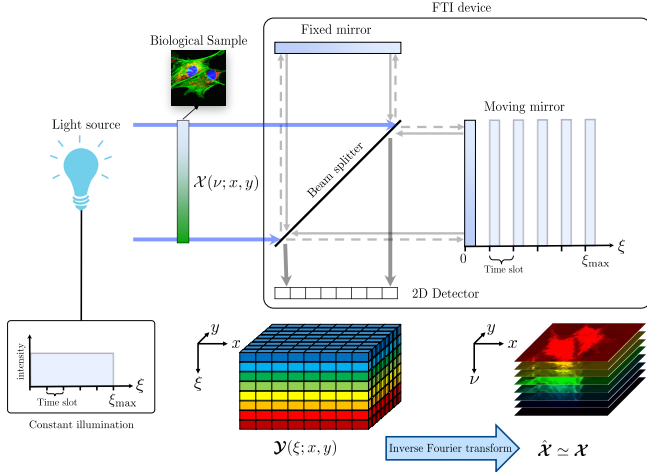 FTI device
Fixed mirror
Biological Sample
Light source
Moving mirror
𝓧(ν; x, y)
Beam splitter
0
Time slot
ξmax
ξ
2D Detector
intensity
ξ
Time slot
ξmax
Constant illumination
y
x
ξ
𝓨(ξ; x, y)
y
x
ν
Inverse Fourier transform
𝓧̂ ≃ 𝓧